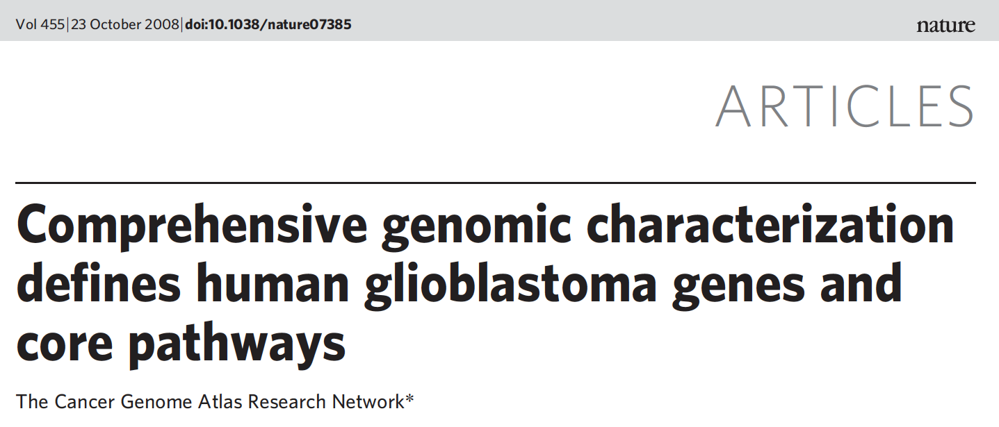 Vol 455|23 October 2008|doi:10.1038/nature07385
nature
ARTICLES
Comprehensive genomic characterization
defines human glioblastoma genes and
core pathways
The Cancer Genome Atlas Research Network*